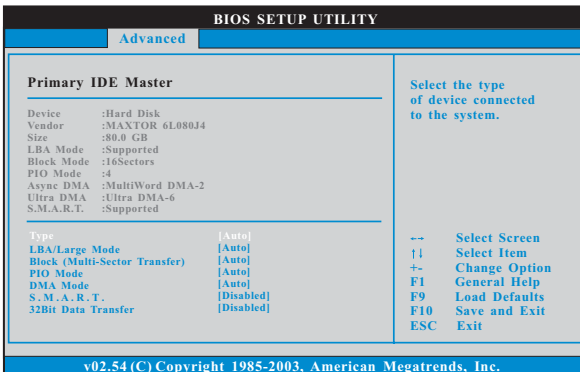 BIOS SETUP UTILITY
Advanced
Primary IDE Master
Device :Hard Disk
Vendor :MAXTOR 6L080J4
Size :80.0 GB
LBA Mode :Supported
Block Mode :16Sectors
PIO Mode :4
Async DMA :MultiWord DMA-2
Ultra DMA :Ultra DMA-6
S.M.A.R.T. :Supported
Type [Auto]
LBA/Large Mode [Auto]
Block (Multi-Sector Transfer) [Auto]
PIO Mode [Auto]
DMA Mode [Auto]
S.M.A.R.T. [Disabled]
32Bit Data Transfer [Disabled]
Select the type
of device connected
to the system.
←→ Select Screen
↑↓ Select Item
+- Change Option
F1 General Help
F9 Load Defaults
F10 Save and Exit
ESC Exit
v02.54 (C) Copyright 1985-2003, American Megatrends, Inc.